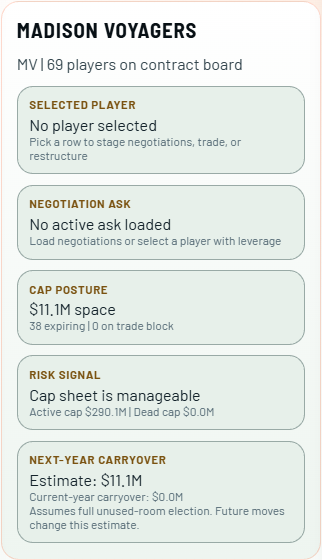 MADISON VOYAGERS
MV | 69 players on contract board
SELECTED PLAYER
No player selected
Pick a row to stage negotiations, trade, or
restructure
NEGOTIATION ASK
No active ask loaded
Load negotiations or select a player with leverage
CAP POSTURE
$11.1M space
38 expiring | 0 on trade block
RISK SIGNAL
Cap sheet is manageable
Active cap $290.1M | Dead cap $0.0M
NEXT-YEAR CARRYOVER
Estimate: $11.1M
Current-year carryover: $0.0M
Assumes full unused-room election. Future moves
change this estimate.